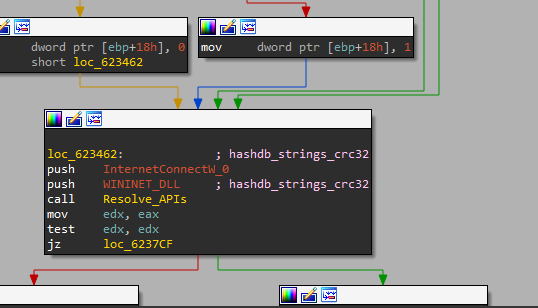 dword ptr [ebp+18h], 0
short loc_623462
mov dword ptr [ebp+18h], 1
loc_623462: ; hashdb_strings_crc32
push InternetConnectW_0
push WININET_DLL ; hashdb_strings_crc32
call Resolve_APIs
mov edx, eax
test edx, edx
jz loc_6237CF